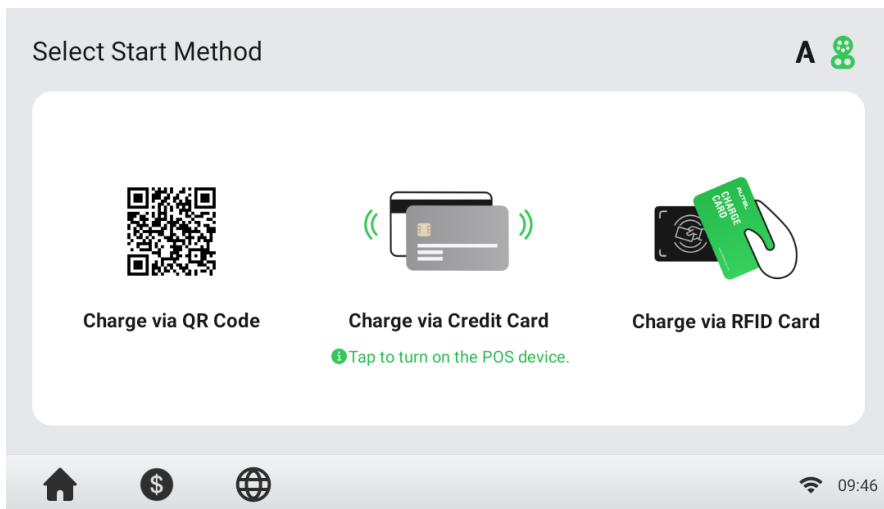 Select Start Method
A
AUTEL
CHARGE
CARD
Charge via QR Code
Charge via Credit Card
Charge via RFID Card
Tap to turn on the POS device.
09:46